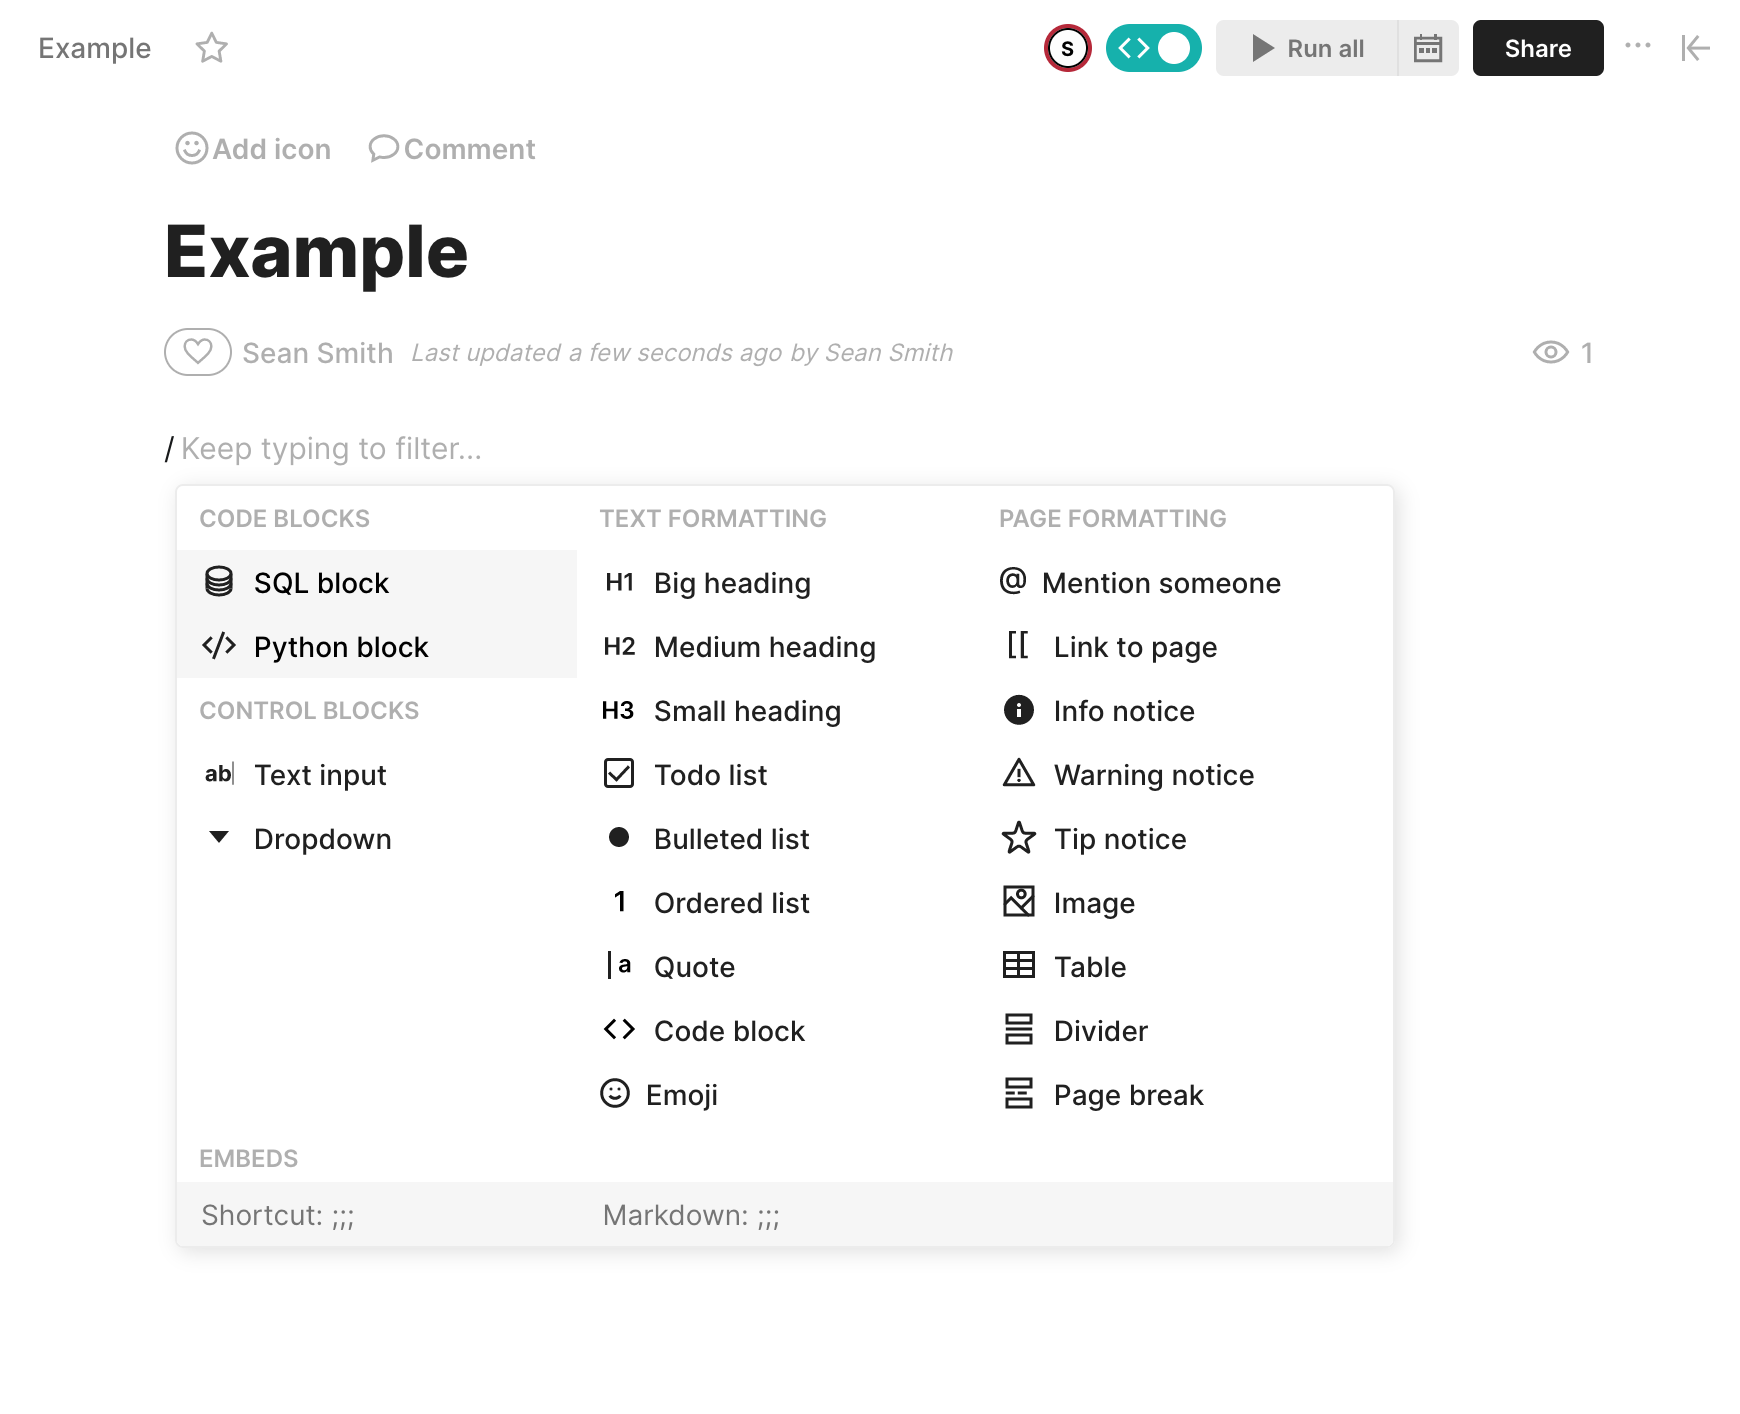 Example
S
Run all
Share
Add icon
Comment
Example
Sean Smith Last updated a few seconds ago by Sean Smith
1
/ Keep typing to filter...
CODE BLOCKS
SQL block
Python block
CONTROL BLOCKS
ab| Text input
Dropdown
TEXT FORMATTING
H1 Big heading
H2 Medium heading
H3 Small heading
Todo list
Bulleted list
1 Ordered list
|a Quote
<> Code block
Emoji
PAGE FORMATTING
@ Mention someone
[[ Link to page
Info notice
Warning notice
Tip notice
Image
Table
Divider
Page break
EMBEDS
Shortcut: ;;;
Markdown: ;;;